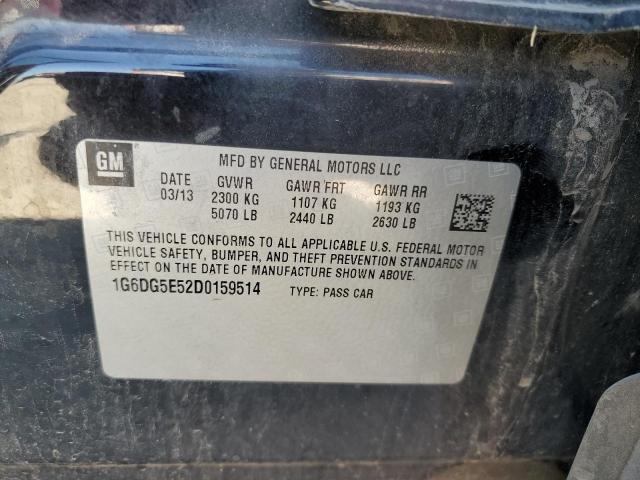 GM
MFD BY GENERAL MOTORS LLC
DATE GVWR GAWR FRT GAWR RR
03/13 2300 KG 1107 KG 1193 KG
5070 LB 2440 LB 2630 LB
THIS VEHICLE CONFORMS TO ALL APPLICABLE U.S. FEDERAL MOTOR
VEHICLE SAFETY, BUMPER, AND THEFT PREVENTION STANDARDS IN
EFFECT ON THE DATE OF MANUFACTURE SHOWN ABOVE.
1G6DG5E52D0159514 TYPE: PASS CAR